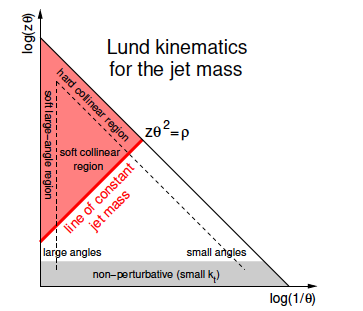 Lund kinematics
for the jet mass
log(zθ)
hard collinear region
soft large-angle region
zθ²=ρ
soft collinear
region
line of constant
jet mass
large angles
small angles
non-perturbative (small kₜ)
log(1/θ)